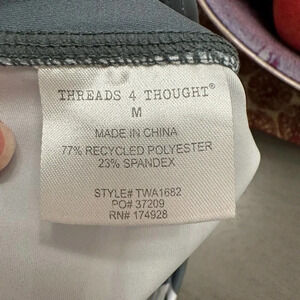 THREADS 4 THOUGHT®
M
MADE IN CHINA
77% RECYCLED POLYESTER
23% SPANDEX
STYLE# TWA1682
PO# 37209
RN# 174928